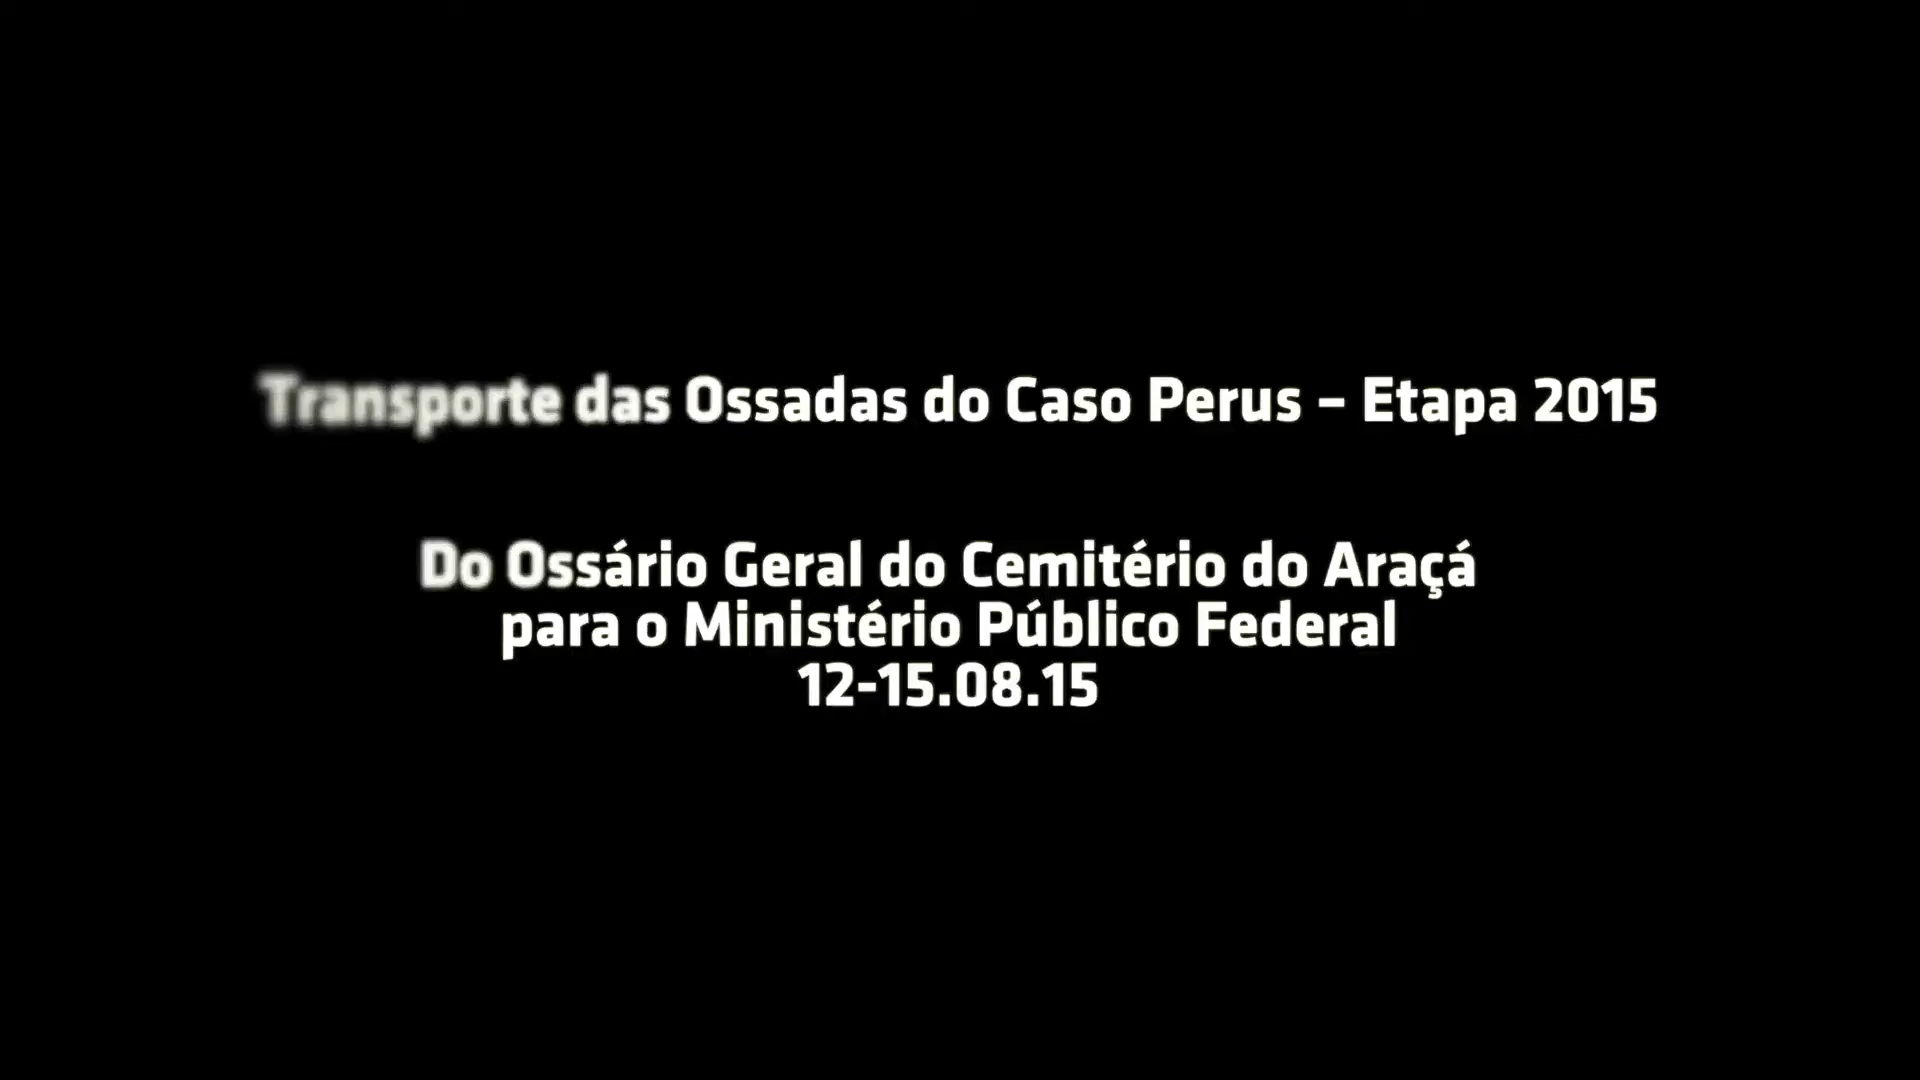 Transporte das Ossadas do Caso Perus – Etapa 2015
Do Ossário Geral do Cemitério do Araçá
para o Ministério Público Federal
12-15.08.15